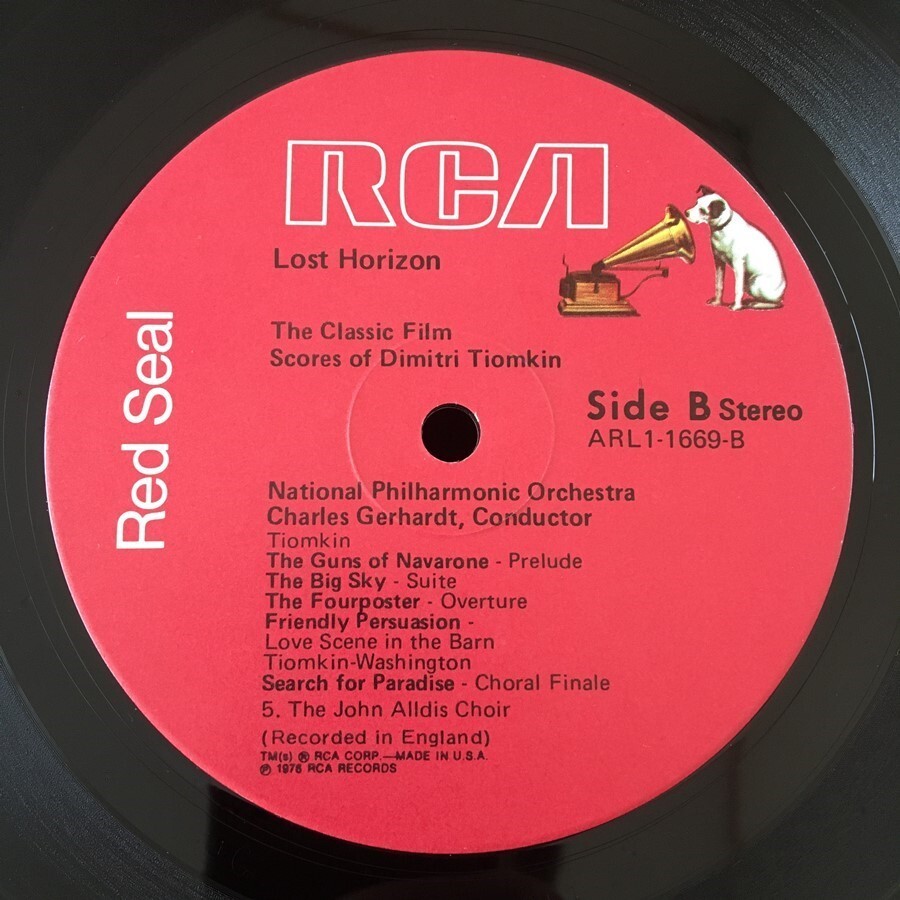 RCA
Lost Horizon
The Classic Film
Scores of Dimitri Tiomkin
Red Seal
Side B Stereo
ARL1-1669-B
National Philharmonic Orchestra
Charles Gerhardt, Conductor
Tiomkin
The Guns of Navarone - Prelude
The Big Sky - Suite
The Fourposter - Overture
Friendly Persuasion -
Love Scene in the Barn
Tiomkin-Washington
Search for Paradise - Choral Finale
5. The John Alldis Choir
(Recorded in England)
TM(s) ® RCA CORP.—MADE IN U.S.A.
℗ 1976 RCA RECORDS